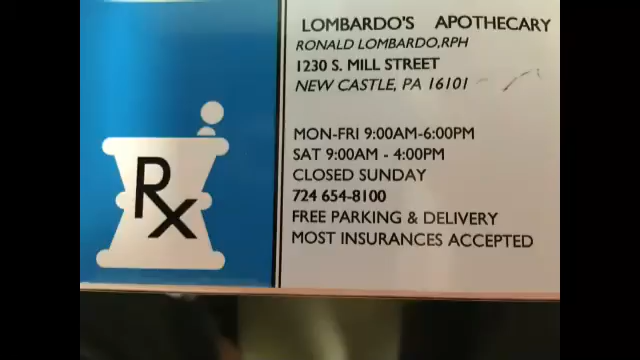 LOMBARDO'S APOTHECARY
RONALD LOMBARDO,RPH
1230 S. MILL STREET
NEW CASTLE, PA 16101
MON-FRI 9:00AM-6:00PM
SAT 9:00AM - 4:00PM
CLOSED SUNDAY
724 654-8100
FREE PARKING & DELIVERY
MOST INSURANCES ACCEPTED
Rx